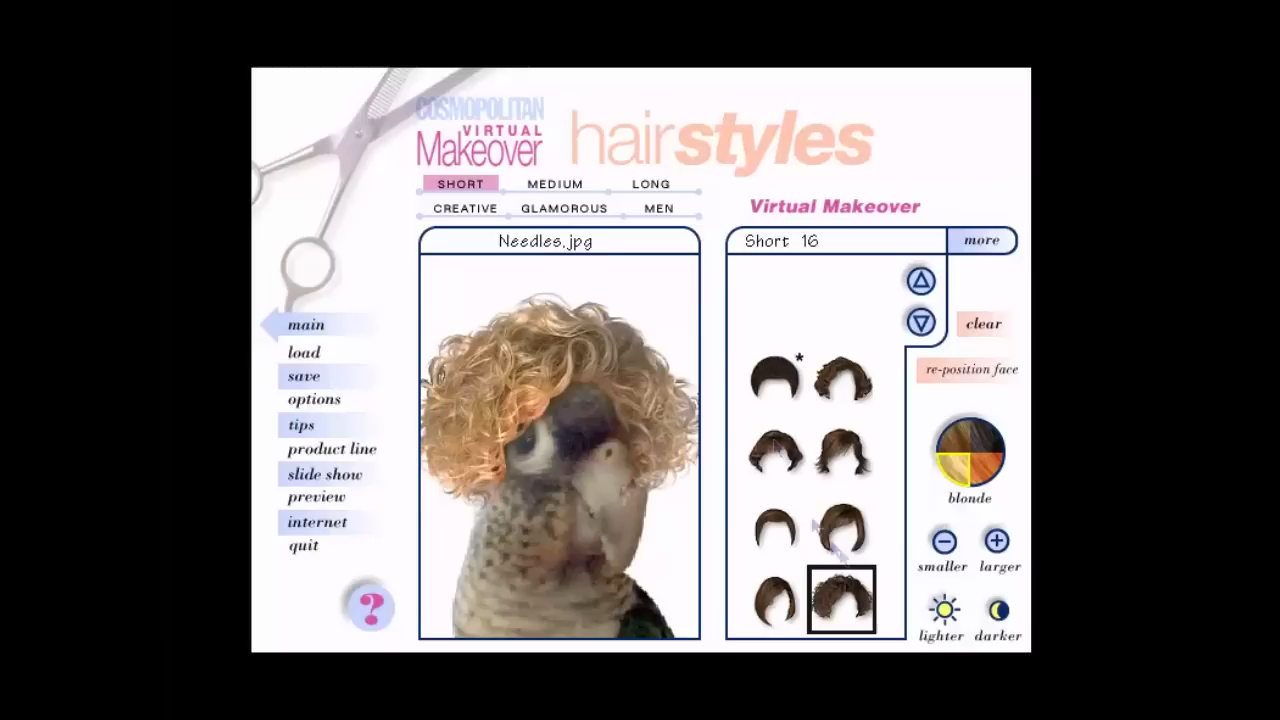 COSMOPOLITAN
VIRTUAL
Makeover
hairstyles
SHORT MEDIUM LONG
CREATIVE GLAMOROUS MEN
Virtual Makeover
Needles.jpg
Short 16
more
main
load
save
options
tips
product line
slide show
preview
internet
quit
?
clear
re-position face
*
blonde
smaller larger
lighter darker